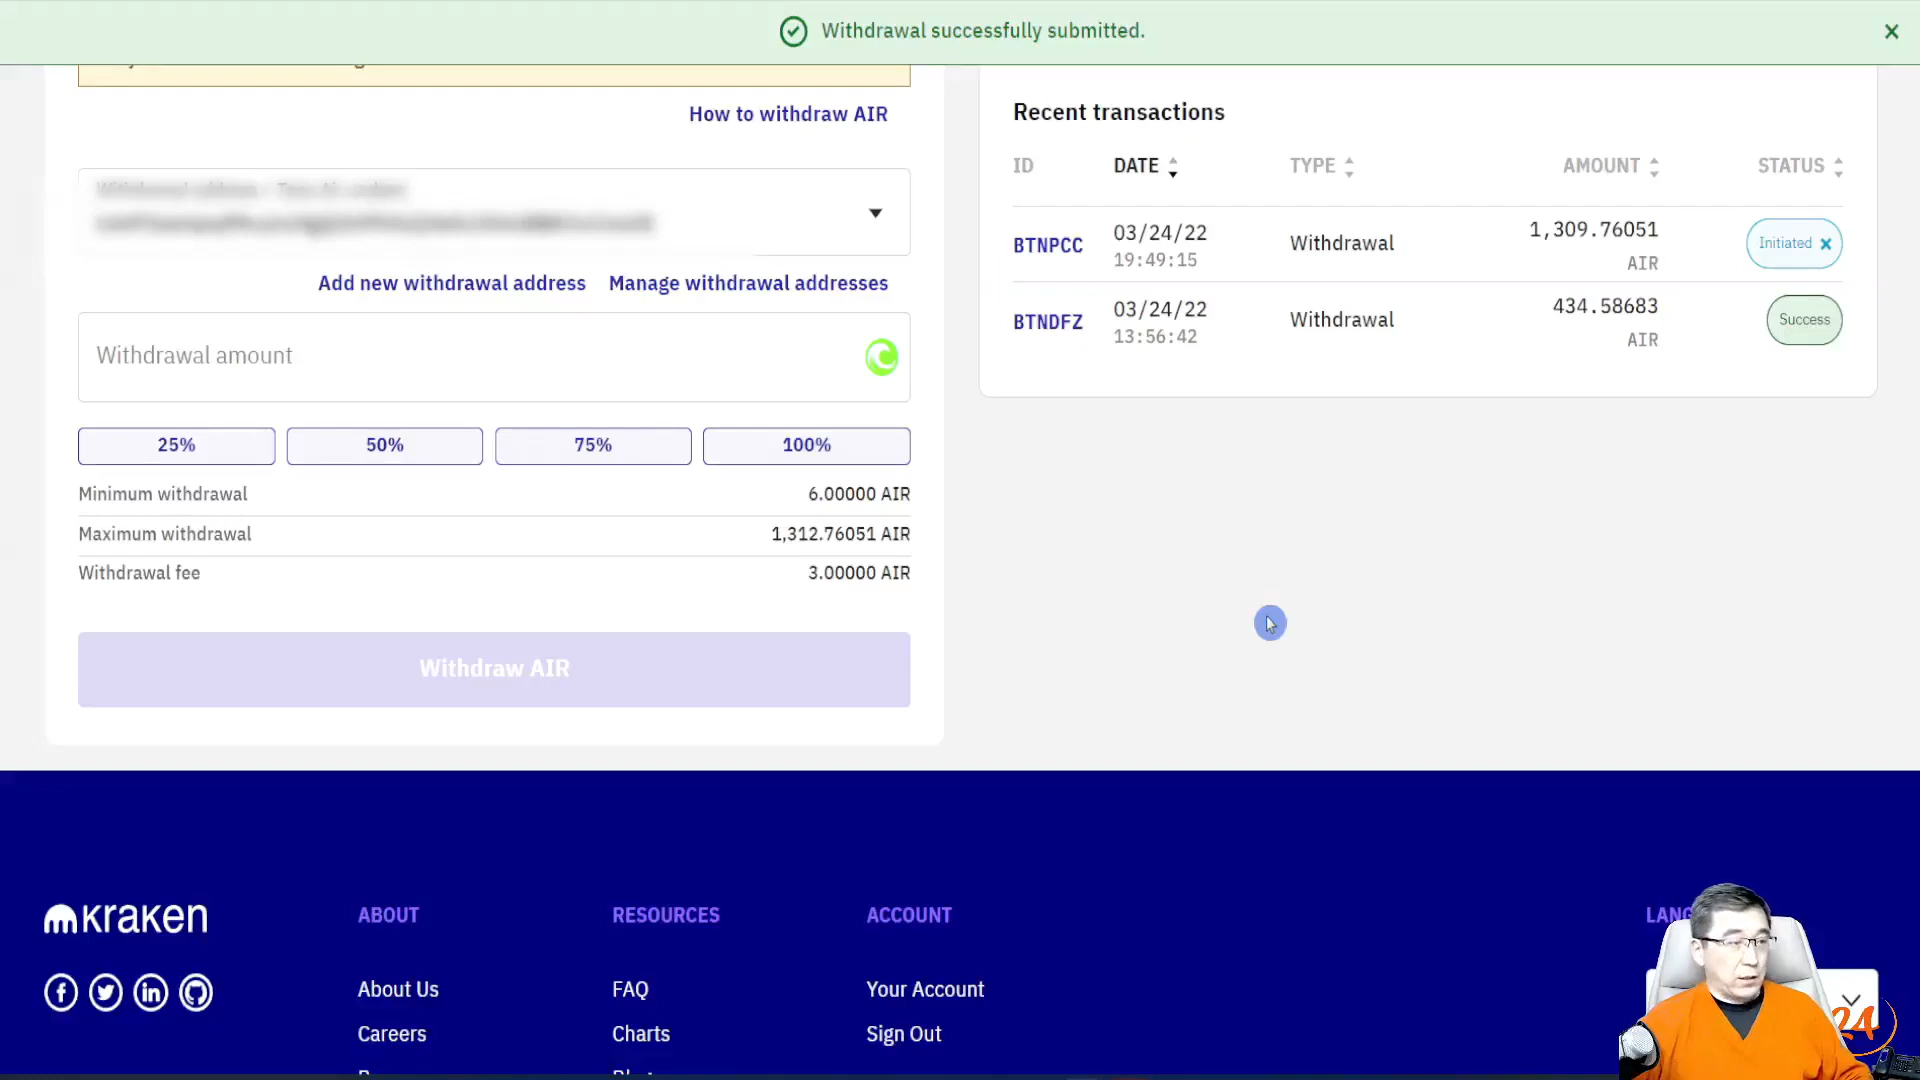 Withdrawal successfully submitted.
How to withdraw AIR
Add new withdrawal address Manage withdrawal addresses
Withdrawal amount
25% 50% 75% 100%
Minimum withdrawal 6.00000 AIR
Maximum withdrawal 1,312.76051 AIR
Withdrawal fee 3.00000 AIR
Withdraw AIR
Recent transactions
ID DATE TYPE AMOUNT STATUS
BTNPCC 03/24/22 19:49:15 Withdrawal 1,309.76051 AIR Initiated
BTNDFZ 03/24/22 13:56:42 Withdrawal 434.58683 AIR Success
kraken
ABOUT RESOURCES ACCOUNT LANG
About Us FAQ Your Account
Careers Charts Sign Out
24